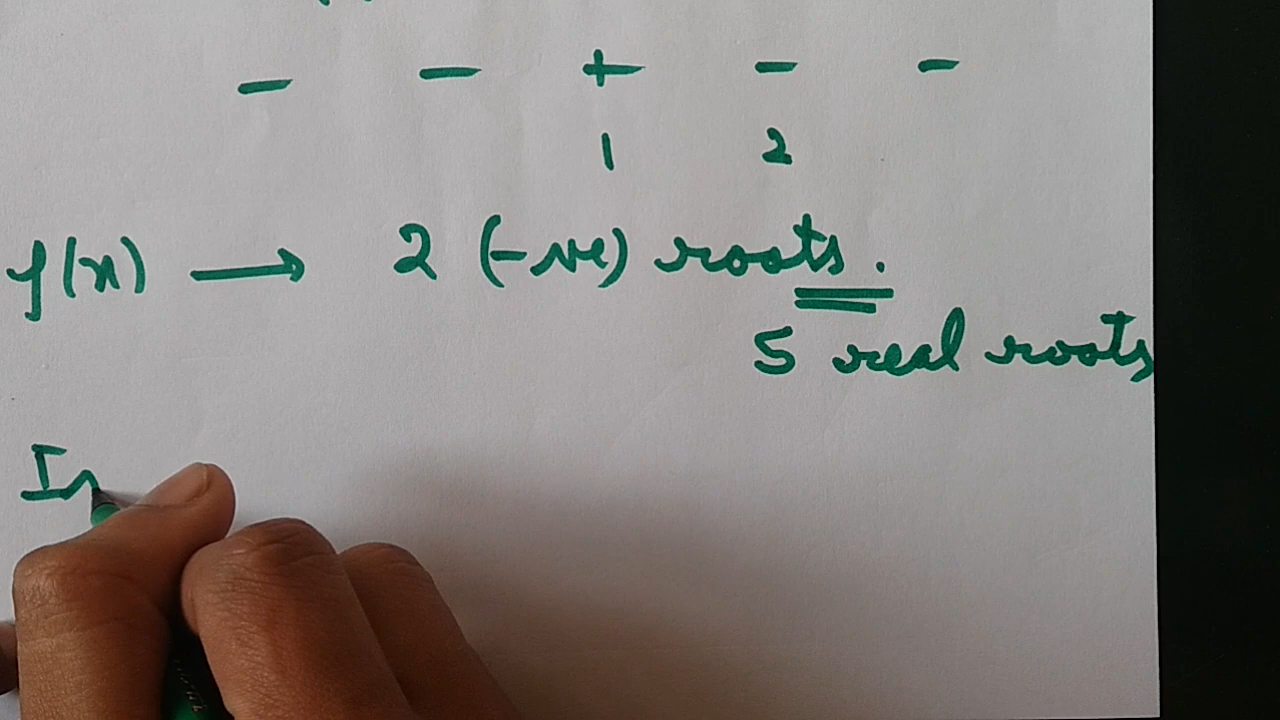 - - + - -
1 2
f(x) → 2 (-ve) roots.
5 real roots